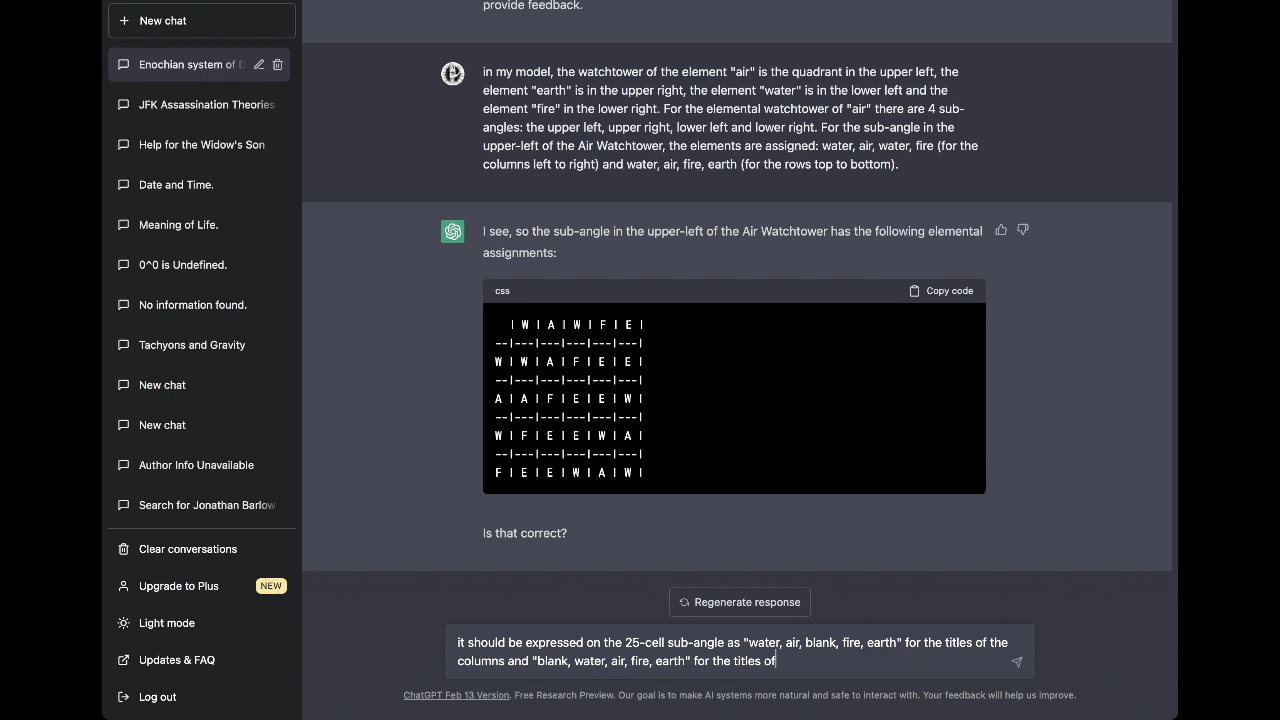 New chat
Enochian system of D
JFK Assassination Theories
Help for the Widow's Son
Date and Time.
Meaning of Life.
0^0 is Undefined.
No information found.
Tachyons and Gravity
New chat
New chat
Author Info Unavailable
Search for Jonathan Barlow
Clear conversations
Upgrade to Plus NEW
Light mode
Updates & FAQ
Log out
provide feedback.
in my model, the watchtower of the element "air" is the quadrant in the upper left, the
element "earth" is in the upper right, the element "water" is in the lower left and the
element "fire" in the lower right. For the elemental watchtower of "air" there are 4 sub-
angles: the upper left, upper right, lower left and lower right. For the sub-angle in the
upper-left of the Air Watchtower, the elements are assigned: water, air, water, fire (for the
columns left to right) and water, air, fire, earth (for the rows top to bottom).
I see, so the sub-angle in the upper-left of the Air Watchtower has the following elemental
assignments:
css Copy code
| W | A | W | F | E |
--|---|---|---|---|---|
W | W | A | F | E | E |
--|---|---|---|---|---|
A | A | F | E | E | W |
--|---|---|---|---|---|
W | F | E | E | W | A |
--|---|---|---|---|---|
F | E | E | W | A | W |
Is that correct?
Regenerate response
it should be expressed on the 25-cell sub-angle as "water, air, blank, fire, earth" for the titles of the
columns and "blank, water, air, fire, earth" for the titles of
ChatGPT Feb 13 Version. Free Research Preview. Our goal is to make AI systems more natural and safe to interact with. Your feedback will help us improve.